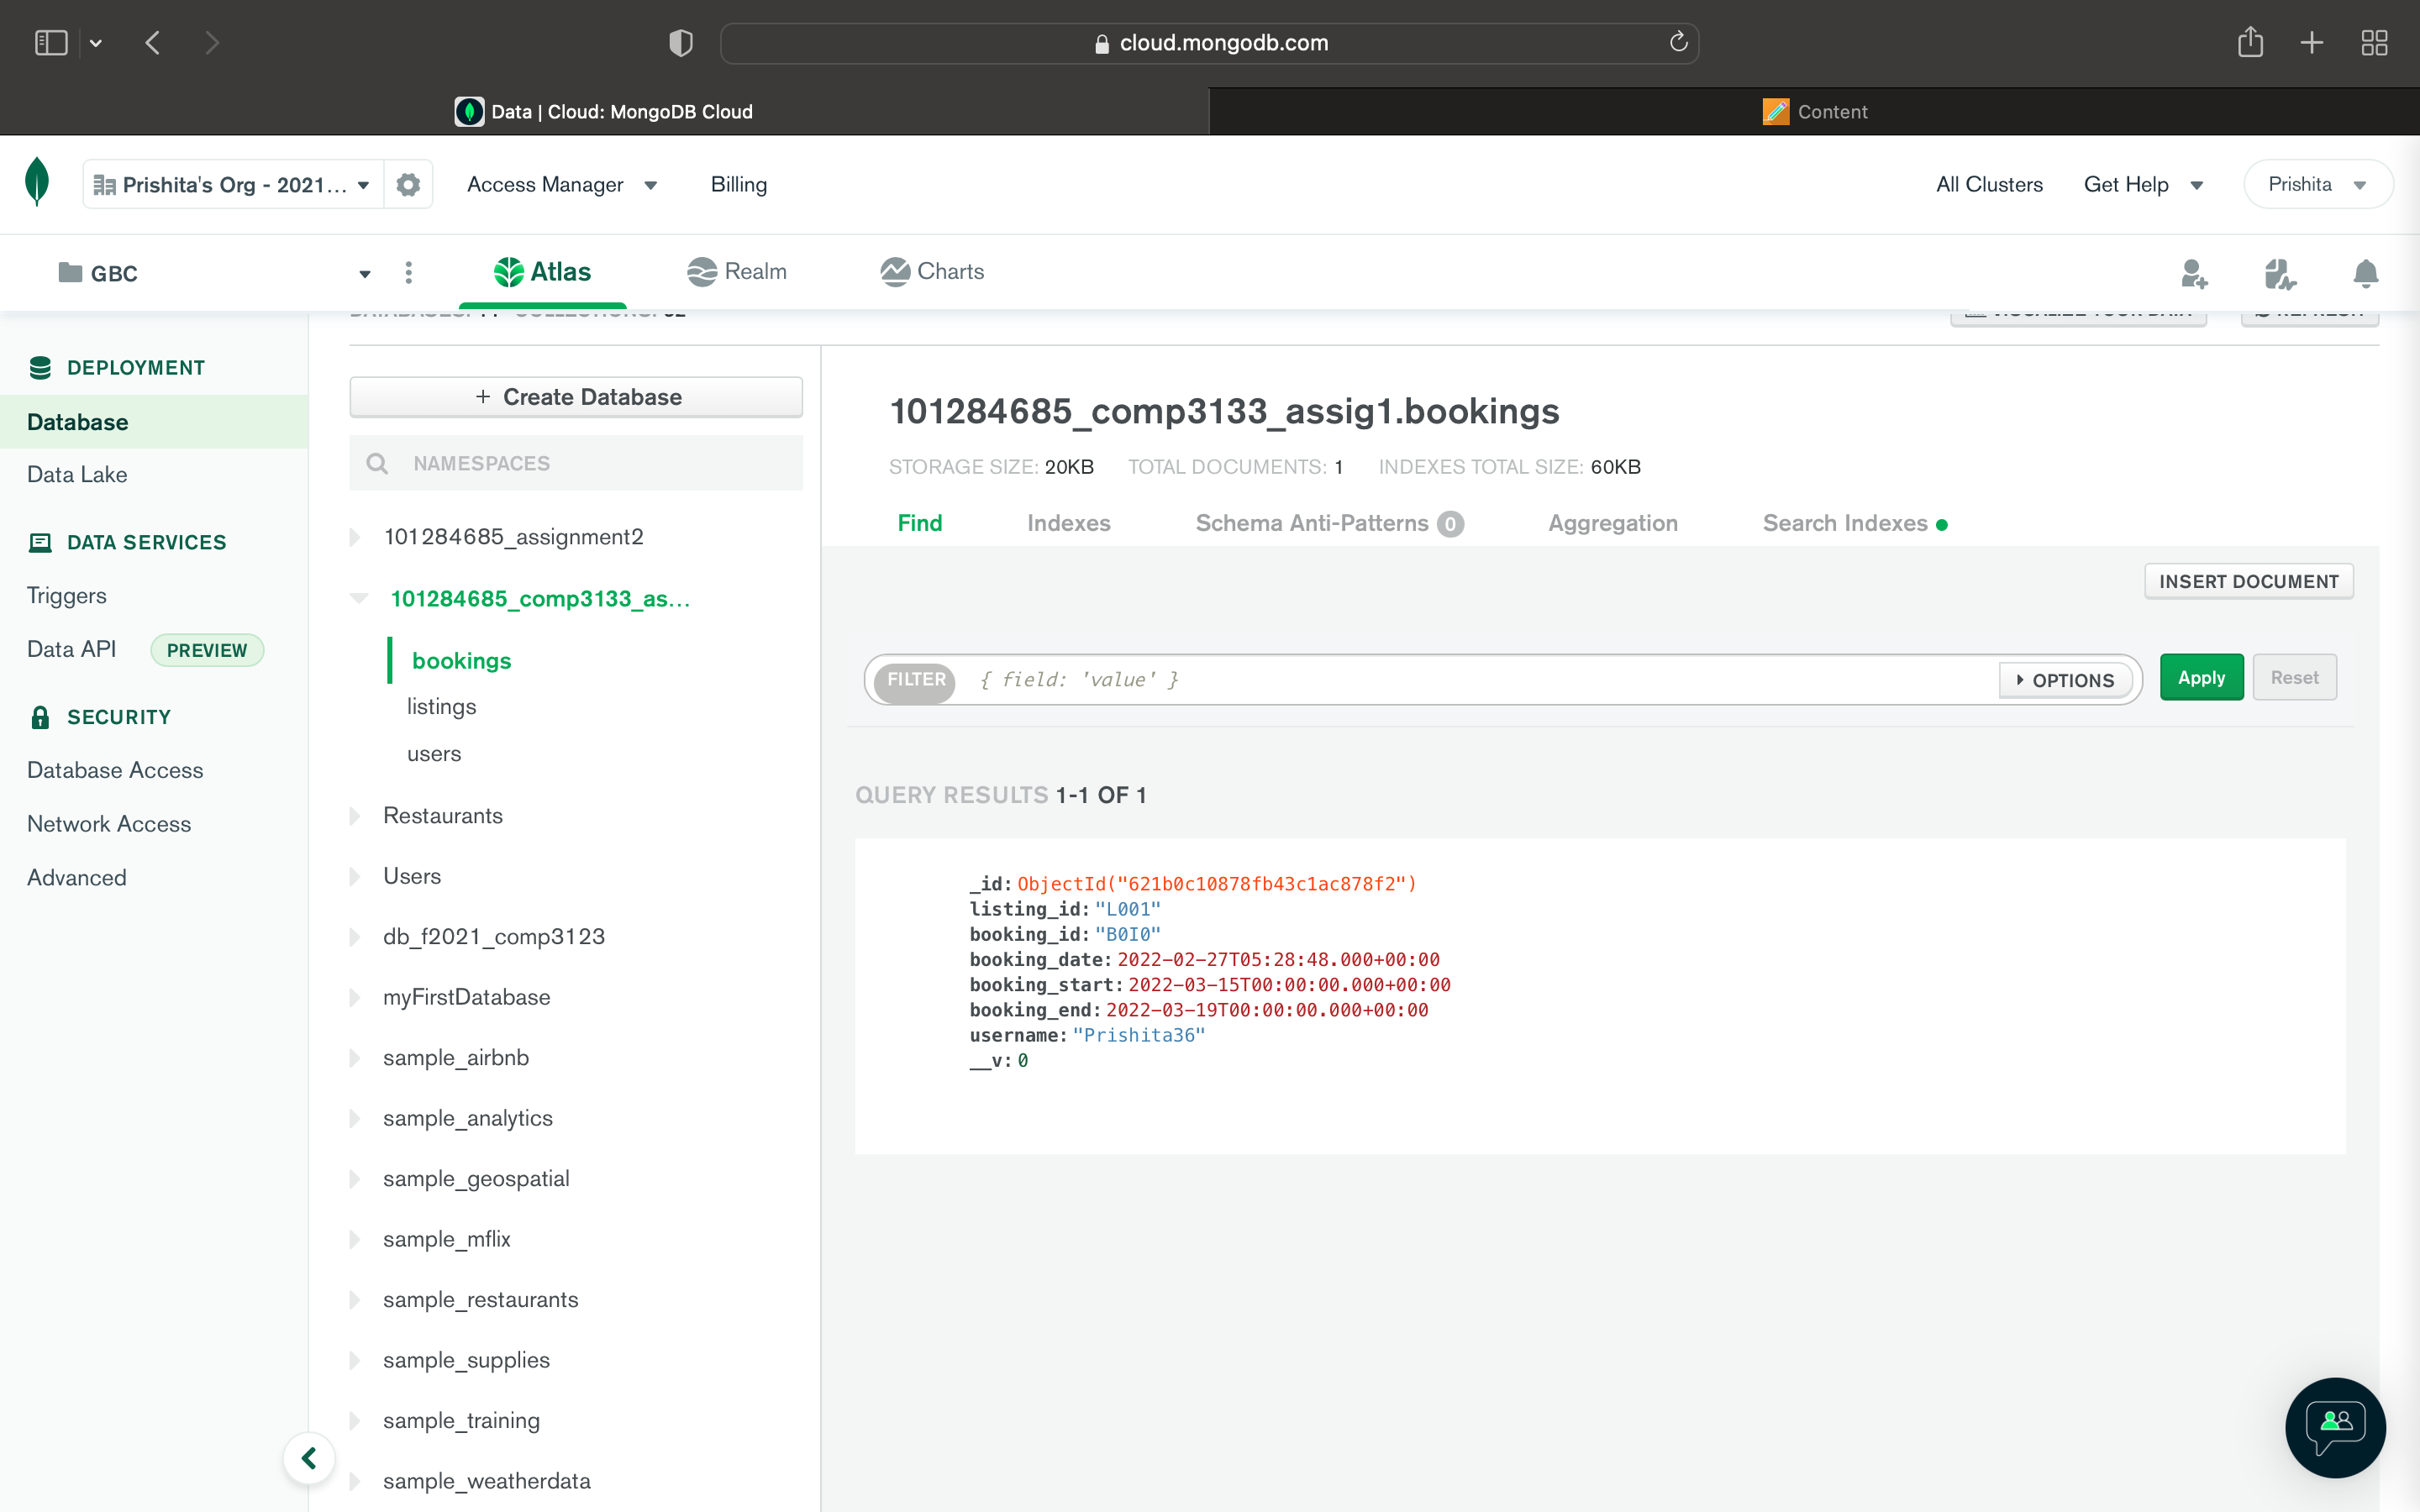 cloud.mongodb.com
Data | Cloud: MongoDB Cloud
Content
Prishita's Org - 2021...
Access Manager
Billing
All Clusters
Get Help
Prishita
GBC
Atlas
Realm
Charts
DEPLOYMENT
Database
Data Lake
DATA SERVICES
Triggers
Data API PREVIEW
SECURITY
Database Access
Network Access
Advanced
+ Create Database
NAMESPACES
101284685_assignment2
101284685_comp3133_as...
bookings
listings
users
Restaurants
Users
db_f2021_comp3123
myFirstDatabase
sample_airbnb
sample_analytics
sample_geospatial
sample_mflix
sample_restaurants
sample_supplies
sample_training
sample_weatherdata
VISUALIZE YOUR DATA
REFRESH
101284685_comp3133_assig1.bookings
STORAGE SIZE: 20KB TOTAL DOCUMENTS: 1 INDEXES TOTAL SIZE: 60KB
Find Indexes Schema Anti-Patterns 0 Aggregation Search Indexes
INSERT DOCUMENT
FILTER { field: 'value' } OPTIONS Apply Reset
QUERY RESULTS 1-1 OF 1
_id: ObjectId("621b0c10878fb43c1ac878f2")
listing_id: "L001"
booking_id: "B0I0"
booking_date: 2022-02-27T05:28:48.000+00:00
booking_start: 2022-03-15T00:00:00.000+00:00
booking_end: 2022-03-19T00:00:00.000+00:00
username: "Prishita36"
__v: 0